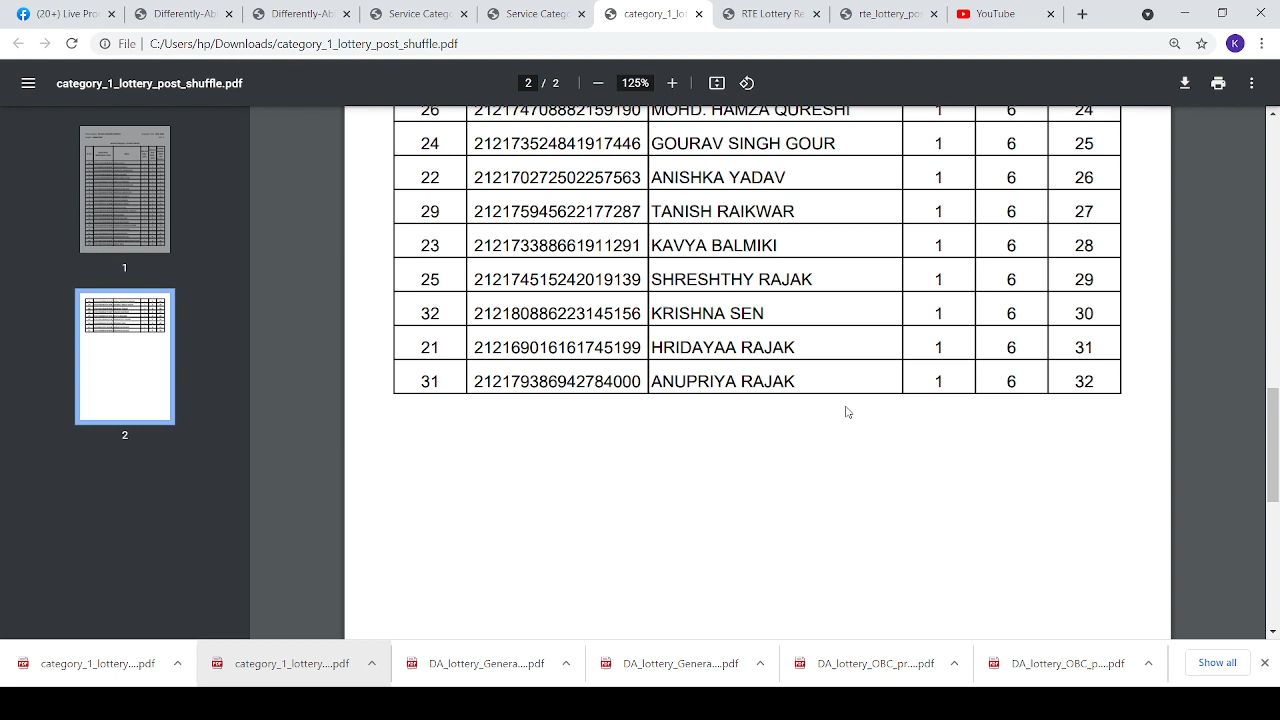 (20+) Live Pro
Differently-Ab
Differently-Ab
Service Catego
Service Catego
category_1_lot
RTE Lottery Re
rte_lottery_po
YouTube
File | C:/Users/hp/Downloads/category_1_lottery_post_shuffle.pdf
K
category_1_lottery_post_shuffle.pdf
2 / 2
125%
26 212174708882159190 MOHD. HAMZA QURESHI 1 6 24
24 212173524841917446 GOURAV SINGH GOUR 1 6 25
22 212170272502257563 ANISHKA YADAV 1 6 26
29 212175945622177287 TANISH RAIKWAR 1 6 27
23 212173388661911291 KAVYA BALMIKI 1 6 28
25 212174515242019139 SHRESHTHY RAJAK 1 6 29
32 212180886223145156 KRISHNA SEN 1 6 30
21 212169016161745199 HRIDAYAA RAJAK 1 6 31
31 212179386942784000 ANUPRIYA RAJAK 1 6 32
1
2
category_1_lottery....pdf
category_1_lottery....pdf
DA_lottery_Genera....pdf
DA_lottery_Genera....pdf
DA_lottery_OBC_pr....pdf
DA_lottery_OBC_p....pdf
Show all